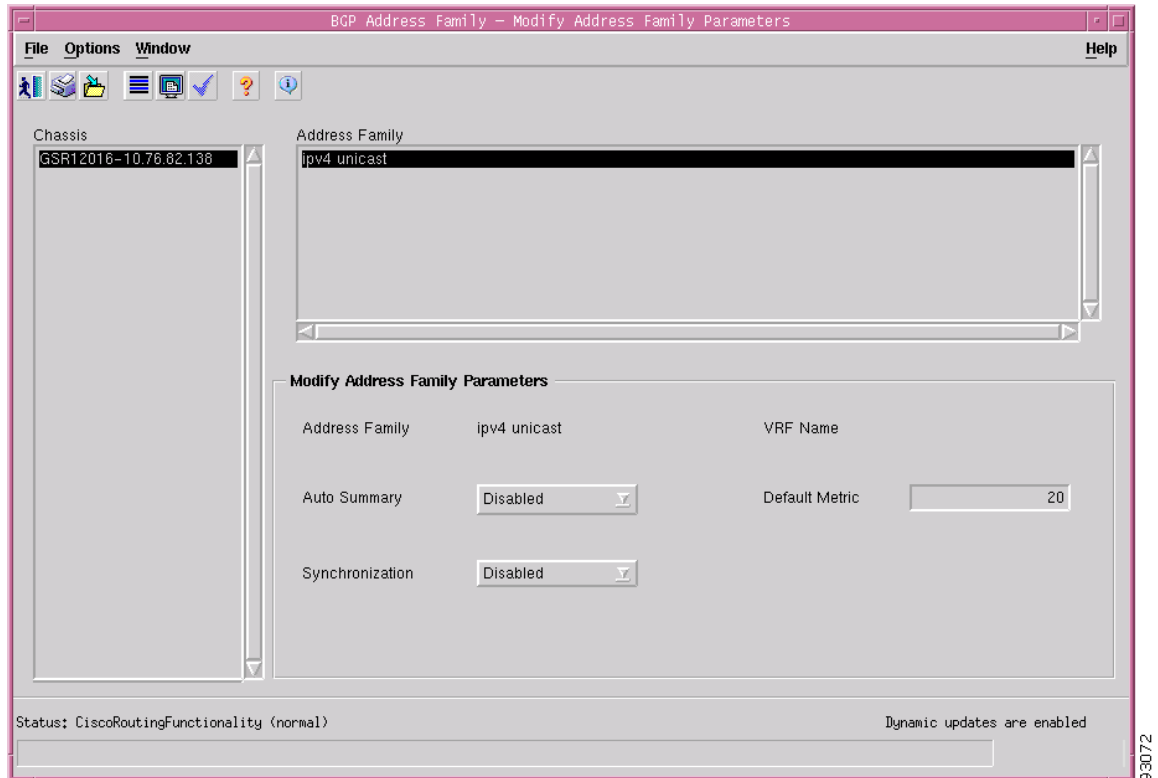 BGP Address Family – Modify Address Family Parameters
File Options Window Help
Chassis
GSR12016-10.76.82.138
Address Family
ipv4 unicast
Modify Address Family Parameters
Address Family ipv4 unicast VRF Name
Auto Summary Disabled Default Metric 20
Synchronization Disabled
Status: CiscoRoutingFunctionality (normal) Dynamic updates are enabled
93072